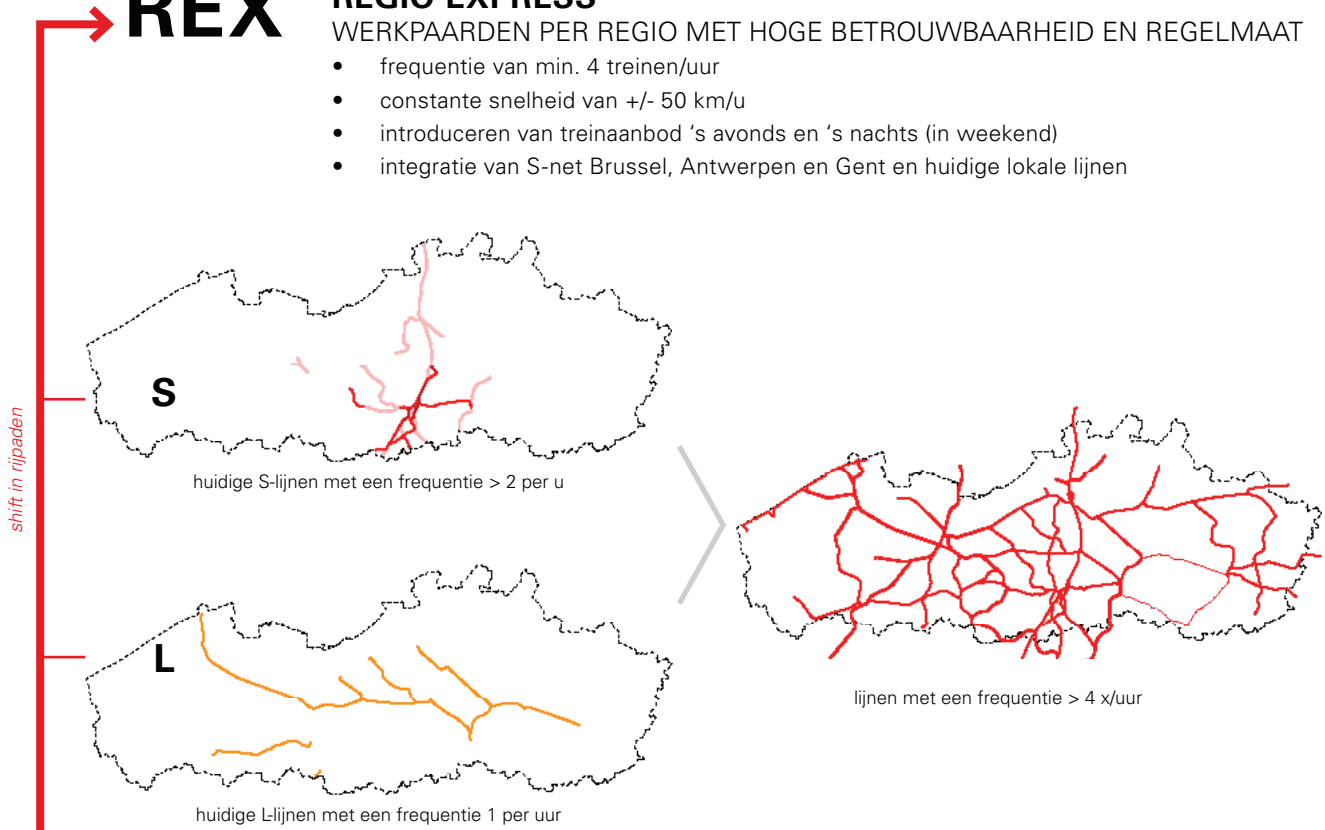 REX
REGIO EXPRESS
WERKPAARDEN PER REGIO MET HOGE BETROUWBAARHEID EN REGELMAAT
• frequentie van min. 4 treinen/uur
• constante snelheid van +/- 50 km/u
• introduceren van treinaanbod ‘s avonds en ‘s nachts (in weekend)
• integratie van S-net Brussel, Antwerpen en Gent en huidige lokale lijnen
shift in rijpaden
S
huidige S-lijnen met een frequentie > 2 per u
L
huidige L-lijnen met een frequentie 1 per uur
lijnen met een frequentie > 4 x/uur